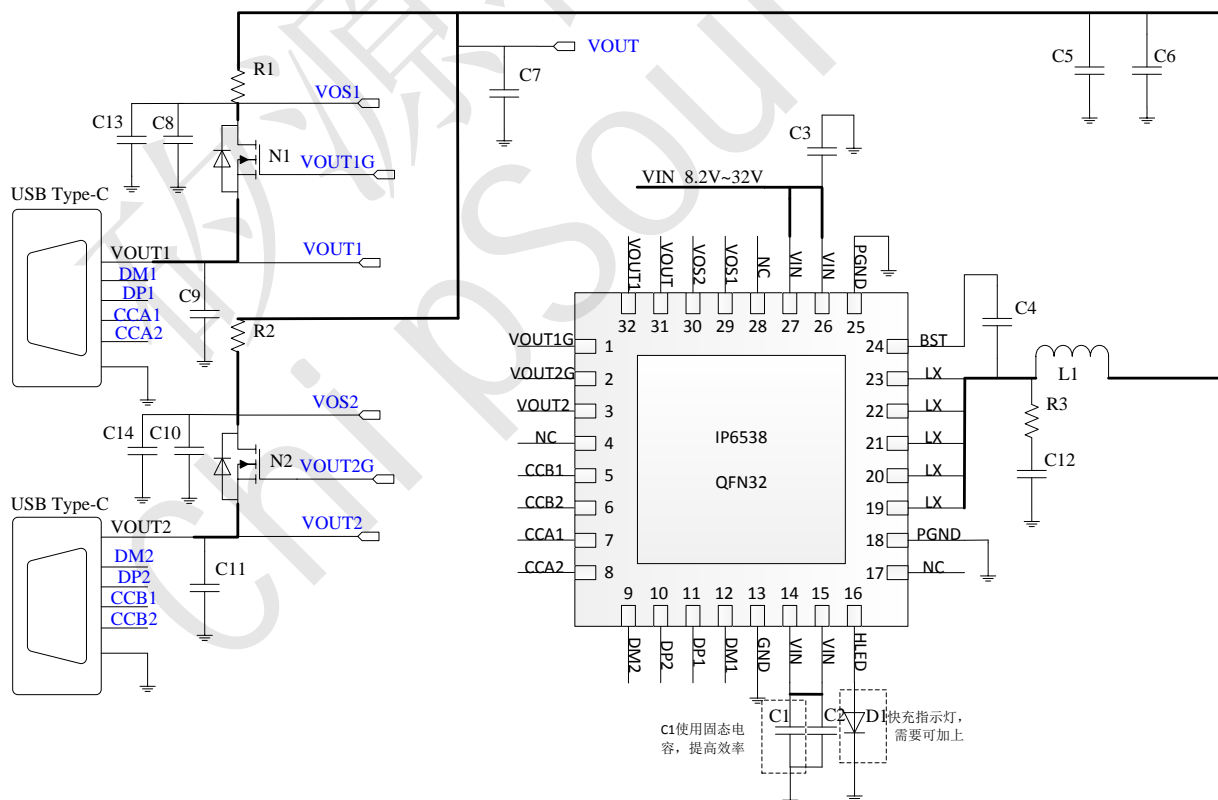 矽源
Chip Sour
R1
VOS1
C13
C8
N1
VOUT1G
USB Type-C
VOUT1
VOUT1
DM1
DP1
CCA1
CCA2
C9
R2
VOS2
C14
C10
N2
VOUT2G
USB Type-C
VOUT2
VOUT2
DM2
DP2
CCB1
CCB2
C11
VOUT
C7
C5
C6
C3
VIN 8.2V~32V
VOUT1
VOUT
VOS2
VOS1
NC
VIN
VIN
PGND
32
31
30
29
28
27
26
25
VOUT1G
1
VOUT2G
2
VOUT2
3
NC
4
CCB1
5
CCB2
6
CCA1
7
CCA2
8
IP6538
QFN32
24
BST
23
LX
22
LX
21
LX
20
LX
19
LX
18
PGND
17
NC
C4
L1
R3
C12
9
10
11
12
13
14
15
16
DM2
DP2
DP1
DM1
GND
VIN
VIN
HLED
C1使用固态电
容，提高效率
C1
C2
D1
快充指示灯，
需要可加上